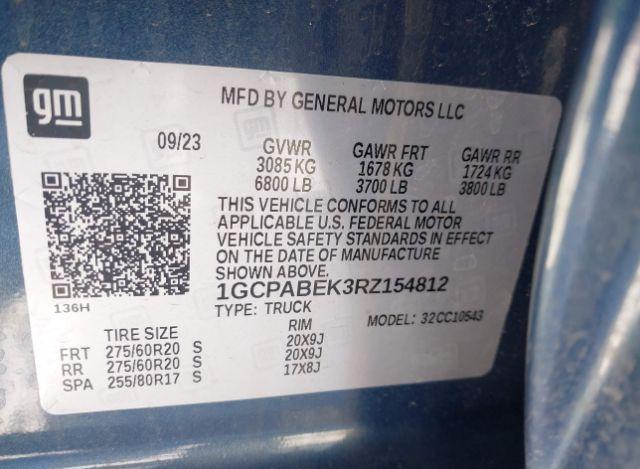 gm
MFD BY GENERAL MOTORS LLC
09/23 GVWR GAWR FRT GAWR RR
3085 KG 1678 KG 1724 KG
6800 LB 3700 LB 3800 LB
THIS VEHICLE CONFORMS TO ALL
APPLICABLE U.S. FEDERAL MOTOR
VEHICLE SAFETY STANDARDS IN EFFECT
ON THE DATE OF MANUFACTURE
SHOWN ABOVE.
136H 1GCPABEK3RZ154812
TYPE: TRUCK MODEL: 32CC10543
TIRE SIZE RIM
FRT 275/60R20 S 20X9J
RR 275/60R20 S 20X9J
SPA 255/80R17 S 17X8J